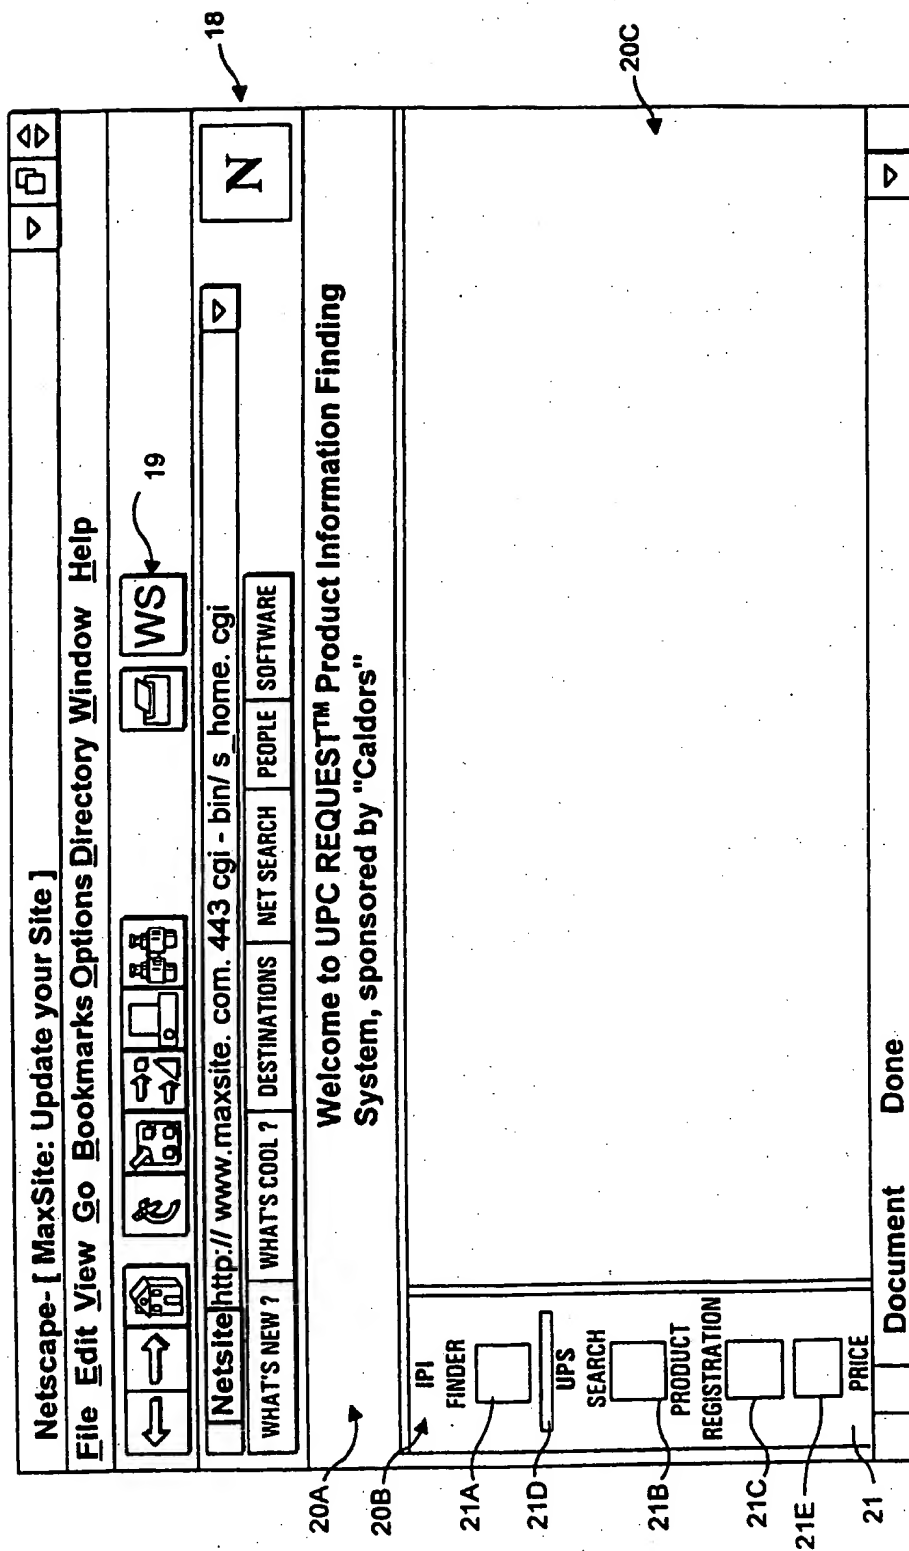 Netscape- [ MaxSite: Update your Site ]
File Edit View Go Bookmarks Options Directory Window Help
WS
19
Netsite http:// www.maxsite. com. 443 cgi - bin/ s_home. cgi
N
18
WHAT'S NEW ? WHAT'S COOL ? DESTINATIONS NET SEARCH PEOPLE SOFTWARE
20A
Welcome to UPC REQUEST™ Product Information Finding
System, sponsored by "Caldors"
20B
IPI
FINDER
21A
21D
UPS
SEARCH
21B
PRODUCT
REGISTRATION
21C
21E
PRICE
21
20C
Document Done